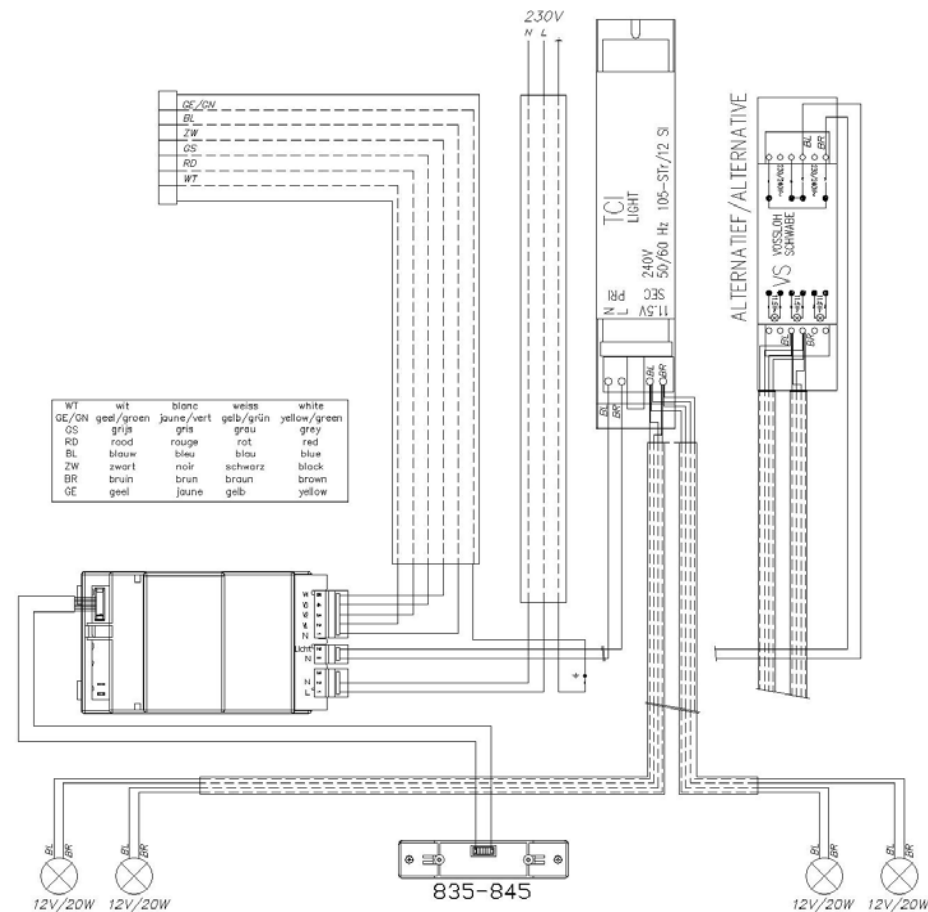 230V
N L
GE/GN
BL
ZW
GS
RD
WT
TCI
LIGHT
240V
50/60 Hz 105-STr/12 SI
PRI SEC
N
L 11.5V
BL BR BL BR
ALTERNATIEF/ALTERNATIVE
BL BR
VS VOSSLOH
SCHWABE
BL BR
WT wit blanc weiss white
GE/GN geel/groen jaune/vert gelb/grün yellow/green
GS grijs gris grau grey
RD rood rouge rot red
BL blauw bleu blau blue
ZW zwart noir schwarz black
BR bruin brun braun brown
GE geel jaune gelb yellow
N
Licht
N
N
L
BL BR BL BR BL BR BL BR
12V/20W 12V/20W 12V/20W 12V/20W
835-845